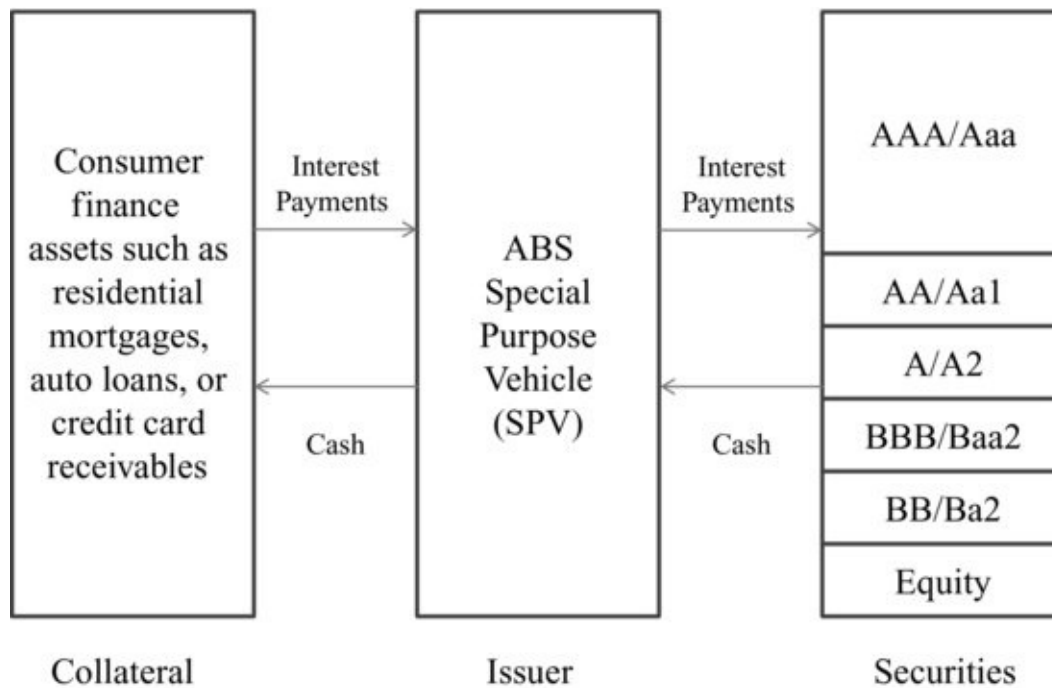 Consumer
finance
assets such as
residential
mortgages,
auto loans, or
credit card
receivables
Interest
Payments
Cash
ABS
Special
Purpose
Vehicle
(SPV)
Interest
Payments
Cash
AAA/Aaa
AA/Aa1
A/A2
BBB/Baa2
BB/Ba2
Equity
Collateral
Issuer
Securities